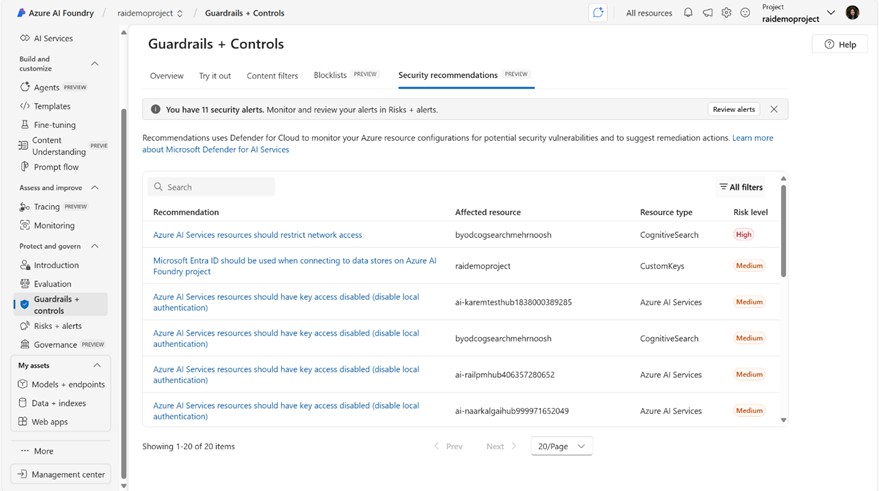 Azure AI Foundry / raidemoproject / Guardrails + Controls
All resources
Project
raidemoproject
AI Services
Build and
customize
Agents PREVIEW
Templates
Fine-tuning
Content
Understanding PREVIE
Prompt flow
Assess and improve
Tracing PREVIEW
Monitoring
Protect and govern
Introduction
Evaluation
Guardrails +
controls
Risks + alerts
Governance PREVIEW
My assets
Models + endpoints
Data + indexes
Web apps
More
Management center
Guardrails + Controls
Help
Overview Try it out Content filters Blocklists PREVIEW Security recommendations PREVIEW
You have 11 security alerts. Monitor and review your alerts in Risks + alerts. Review alerts
Recommendations uses Defender for Cloud to monitor your Azure resource configurations for potential security vulnerabilities and to suggest remediation actions. Learn more
about Microsoft Defender for AI Services
Search All filters
Recommendation Affected resource Resource type Risk level
Azure AI Services resources should restrict network access byodcogsearchmehrnoosh CognitiveSearch High
Microsoft Entra ID should be used when connecting to data stores on Azure AI
Foundry project raidemoproject CustomKeys Medium
Azure AI Services resources should have key access disabled (disable local
authentication) ai-karemtesthub1838000389285 Azure AI Services Medium
Azure AI Services resources should have key access disabled (disable local
authentication) byodcogsearchmehrnoosh CognitiveSearch Medium
Azure AI Services resources should have key access disabled (disable local
authentication) ai-railpmhub406357280652 Azure AI Services Medium
Azure AI Services resources should have key access disabled (disable local
authentication) ai-naarkalgaihub999971652049 Azure AI Services Medium
Showing 1-20 of 20 items Prev Next 20/Page